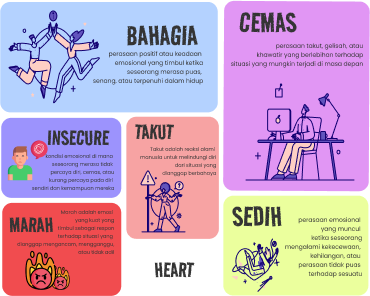 BAHAGIA
perasaan positif atau keadaan
emosional yang timbul ketika
seseorang merasa puas,
senang, atau terpenuhi dalam hidup
CEMAS
perasaan takut, gelisah, atau
khawatir yang berlebihan terhadap
situasi yang mungkin terjadi di masa depan
INSECURE
kondisi emosional di mana
seseorang merasa tidak
percaya diri, cemas, atau
kurang percaya pada diri
sendiri dan kemampuan mereka
TAKUT
Takut adalah reaksi alami
manusia untuk melindungi diri
dari situasi yang
dianggap berbahaya
MARAH
Marah adalah emosi
yang kuat yang
timbul sebagai respon
terhadap situasi yang
dianggap mengancam, mengganggu,
atau tidak adil
HEART
SEDIH
perasaan emosional
yang muncul
ketika seseorang
mengalami kekecewaan,
kehilangan, atau
perasaan tidak puas
terhadap sesuatu